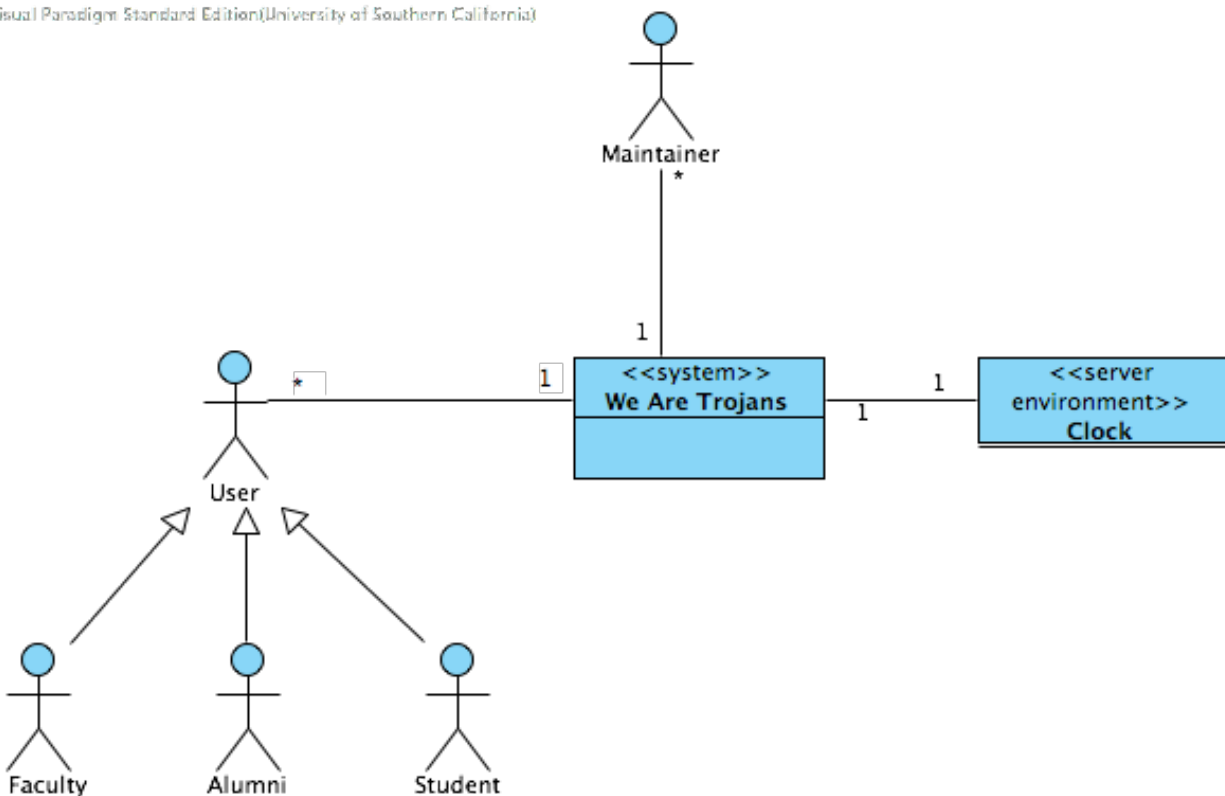 isual Paradigm Standard Edition(University of Southern California)
Maintainer
*
1
*
1
<<system>>
We Are Trojans
1
1
<<server
environment>>
Clock
User
Faculty
Alumni
Student